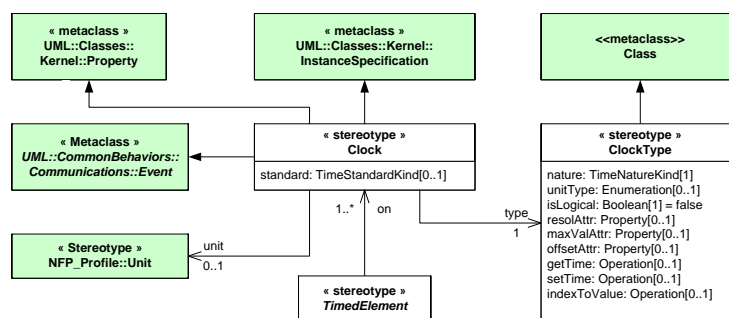 « metaclass »
UML::Classes::
Kernel::Property
« metaclass »
UML::Classes::Kernel::
InstanceSpecification
<<metaclass>>
Class
« Metaclass »
UML::CommonBehaviors::
Communications::Event
« stereotype »
Clock
standard: TimeStandardKind[0..1]
« stereotype »
ClockType
nature: TimeNatureKind[1]
unitType: Enumeration[0..1]
isLogical: Boolean[1] = false
resolAttr: Property[0..1]
maxValAttr: Property[0..1]
offsetAttr: Property[0..1]
getTime: Operation[0..1]
setTime: Operation[0..1]
indexToValue: Operation[0..1]
1..*
on
type
1
unit
0..1
« Stereotype »
NFP_Profile::Unit
« stereotype »
TimedElement